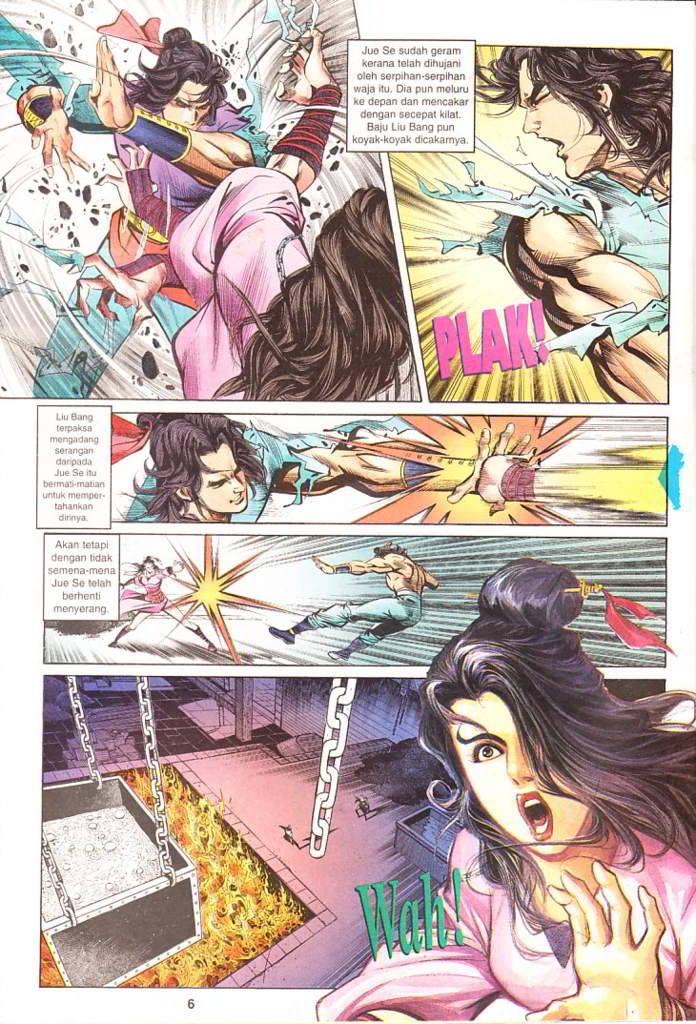 Jue Se sudah geram
kerana telah dihujani
oleh serpihan-serpihan
waja itu. Dia pun meluru
ke depan dan mencakar
dengan secepat kilat.
Baju Liu Bang pun
koyak-koyak dicakarnya.
PLAK!
Liu Bang
terpaksa
mengadang
serangan
daripada
Jue Se itu
bermati-matian
untuk memper-
tahankan
dirinya.
Akan tetapi
dengan tidak
semena-mena
Jue Se telah
berhenti
menyerang.
Wah!
6